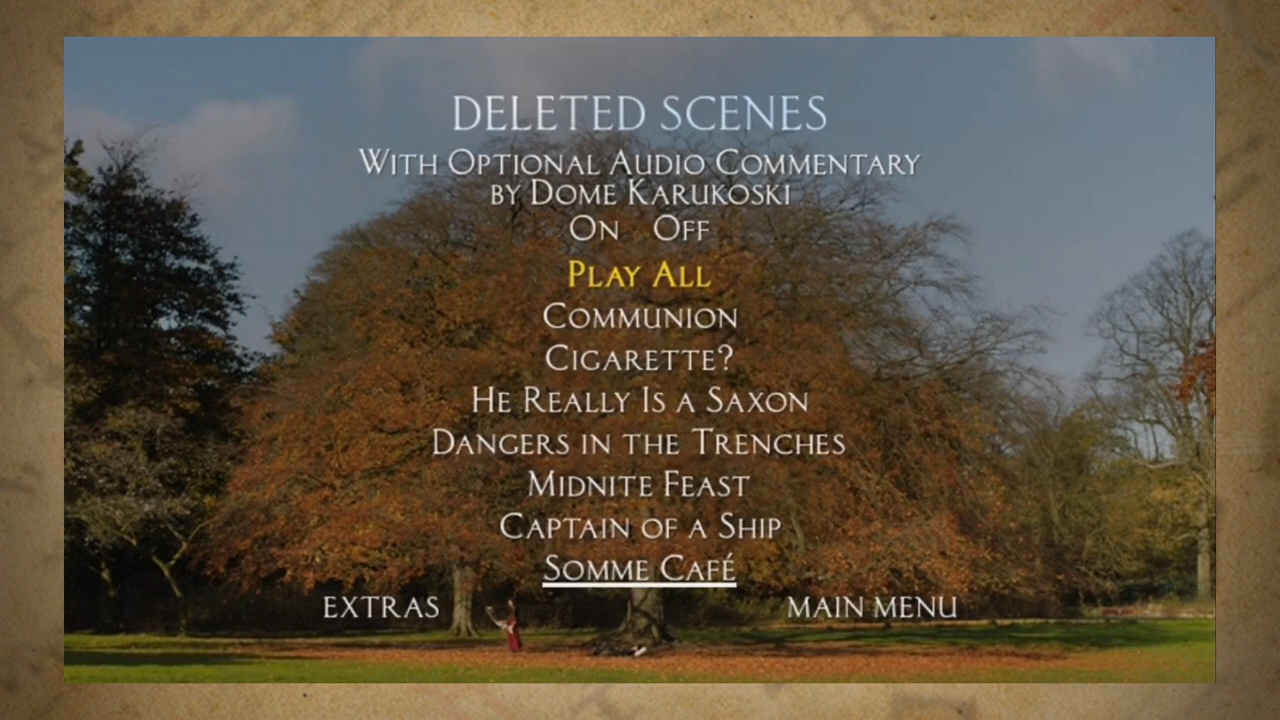 DELETED SCENES
WITH OPTIONAL AUDIO COMMENTARY
BY DOME KARUKOSKI
ON OFF
PLAY ALL
COMMUNION
CIGARETTE?
HE REALLY IS A SAXON
DANGERS IN THE TRENCHES
MIDNITE FEAST
CAPTAIN OF A SHIP
SOMME CAFÉ
EXTRAS MAIN MENU